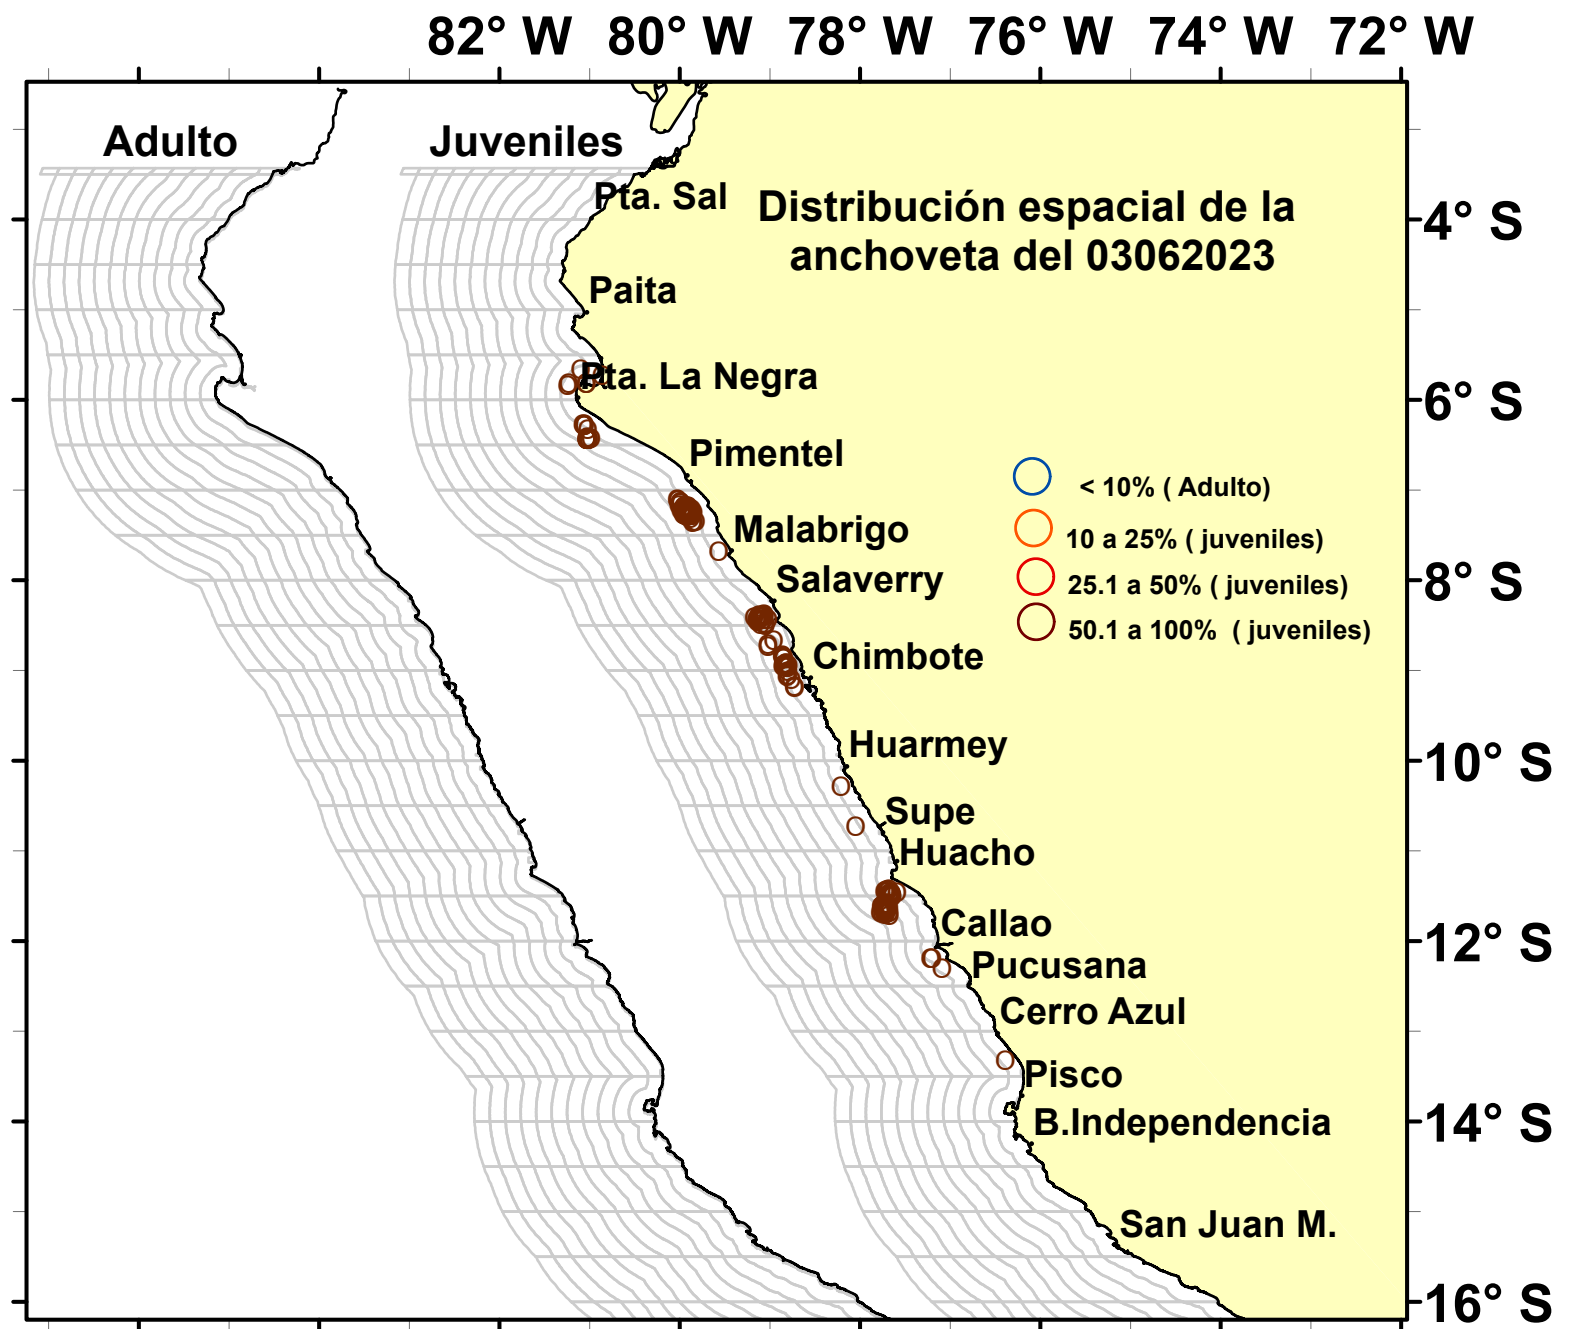 82° W 80° W 78° W 76° W 74° W 72° W
Adulto
Juveniles
Pta. Sal
Distribución espacial de la
anchoveta del 03062023
4° S
Paita
Pta. La Negra
6° S
Pimentel
< 10% ( Adulto)
Malabrigo
10 a 25% ( juveniles)
Salaverry
8° S
25.1 a 50% ( juveniles)
50.1 a 100% ( juveniles)
Chimbote
Huarmey
10° S
Supe
Huacho
Callao
12° S
Pucusana
Cerro Azul
Pisco
B.Independencia
14° S
San Juan M.
16° S